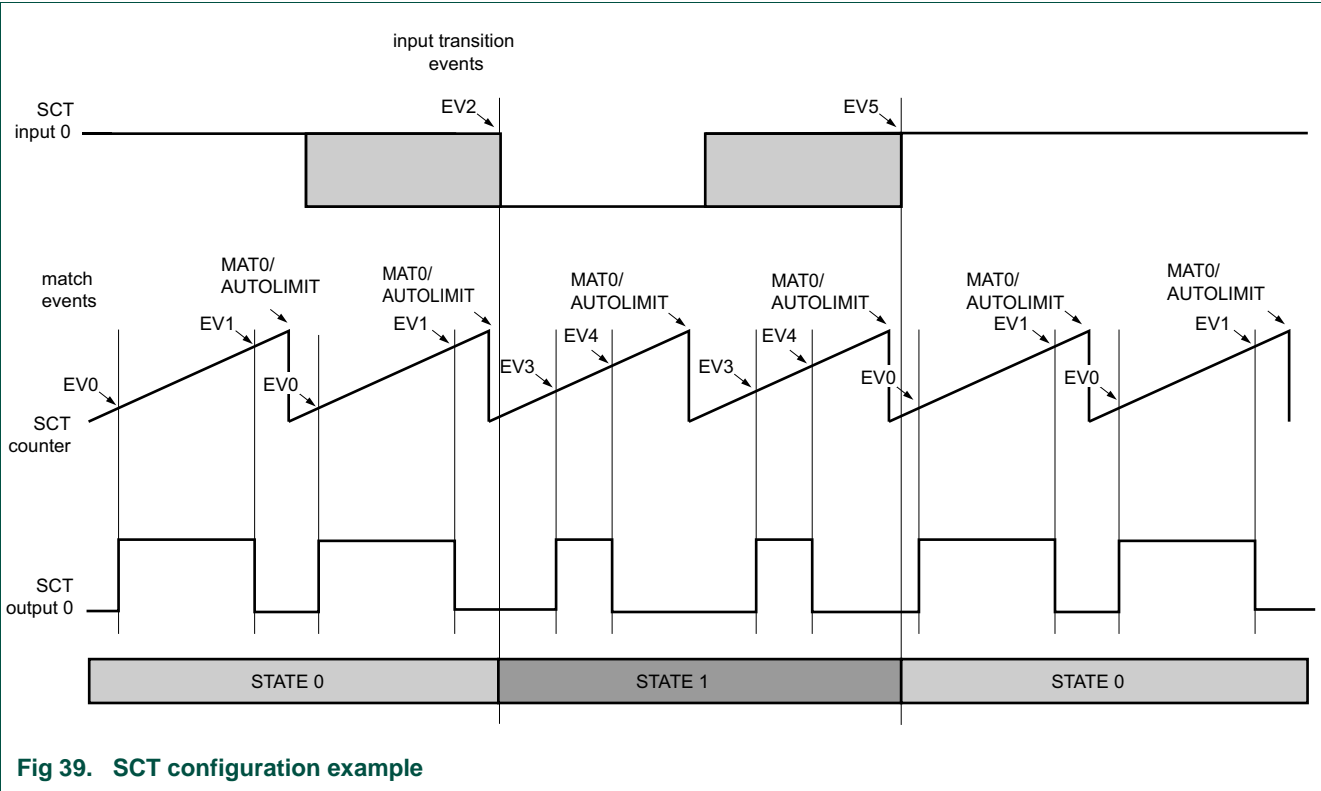 input transition
events
EV2
EV5
SCT
input 0
match
events
MAT0/
AUTOLIMIT
MAT0/
AUTOLIMIT
MAT0/
AUTOLIMIT
MAT0/
AUTOLIMIT
MAT0/
AUTOLIMIT
MAT0/
AUTOLIMIT
EV1
EV1
EV4
EV4
EV1
EV1
EV0
EV0
EV3
EV3
EV0
EV0
SCT
counter
SCT
output 0
STATE 0
STATE 1
STATE 0
Fig 39. SCT configuration example